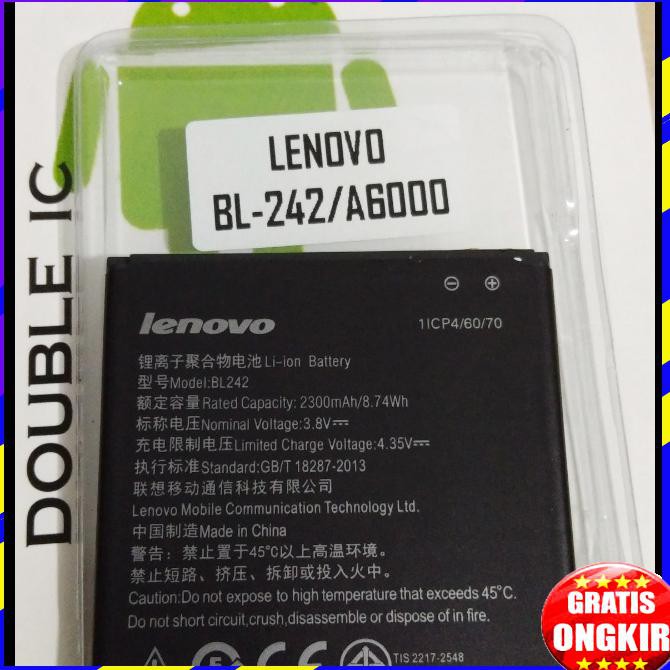 DOUBLE IC
LENOVO
BL-242/A6000
lenovo
1ICP4/60/70
锂离子聚合物电池Li-ion Battery
型号Model:BL242
额定容量Rated Capacity: 2300mAh/8.74Wh
标称电压Nominal Voltage:3.8V
充电限制电压Limited Charge Voltage:4.35V
执行标准Standard:GB/T 18287-2013
联想移动通信科技有限公司
Lenovo Mobile Communication Technology Ltd.
中国制造Made in China
警告：禁止置于45°C以上高温环境。
禁止短路、挤压、拆卸或投入火中。
Caution:Do not expose to high temperature that exceeds 45°C.
Do not short circuit,crush,disassemble or dispose of in fire.
TIS 2217-2548
GRATIS
ONGKIR